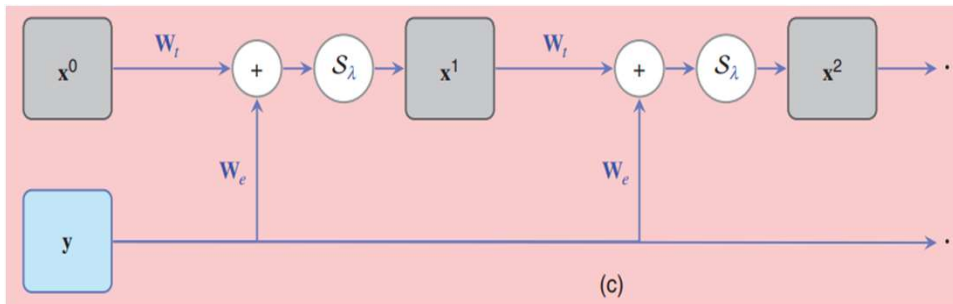 x⁰ W_t + S_λ x¹ W_t + S_λ x² .
W_e W_e
y .
(c)